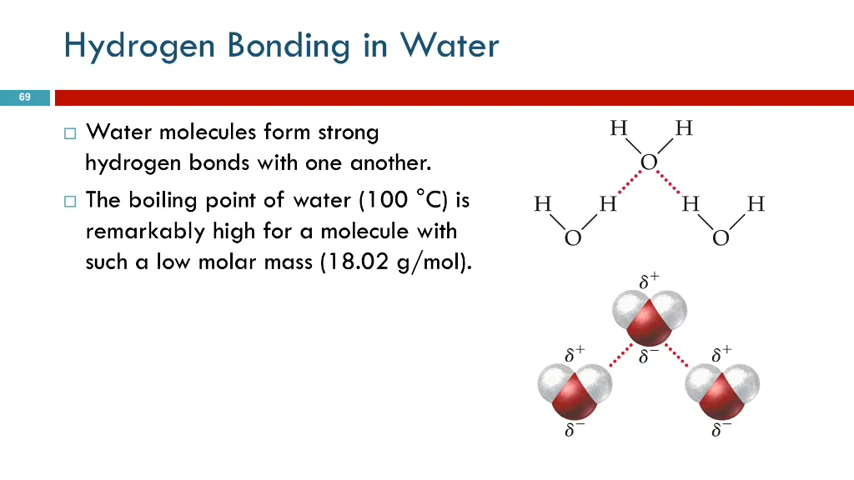 Hydrogen Bonding in Water
69
Water molecules form strong
hydrogen bonds with one another.
The boiling point of water (100 °C) is
remarkably high for a molecule with
such a low molar mass (18.02 g/mol).
H H
O
H H H H
O O
δ+
δ−
δ+ δ+
δ− δ−